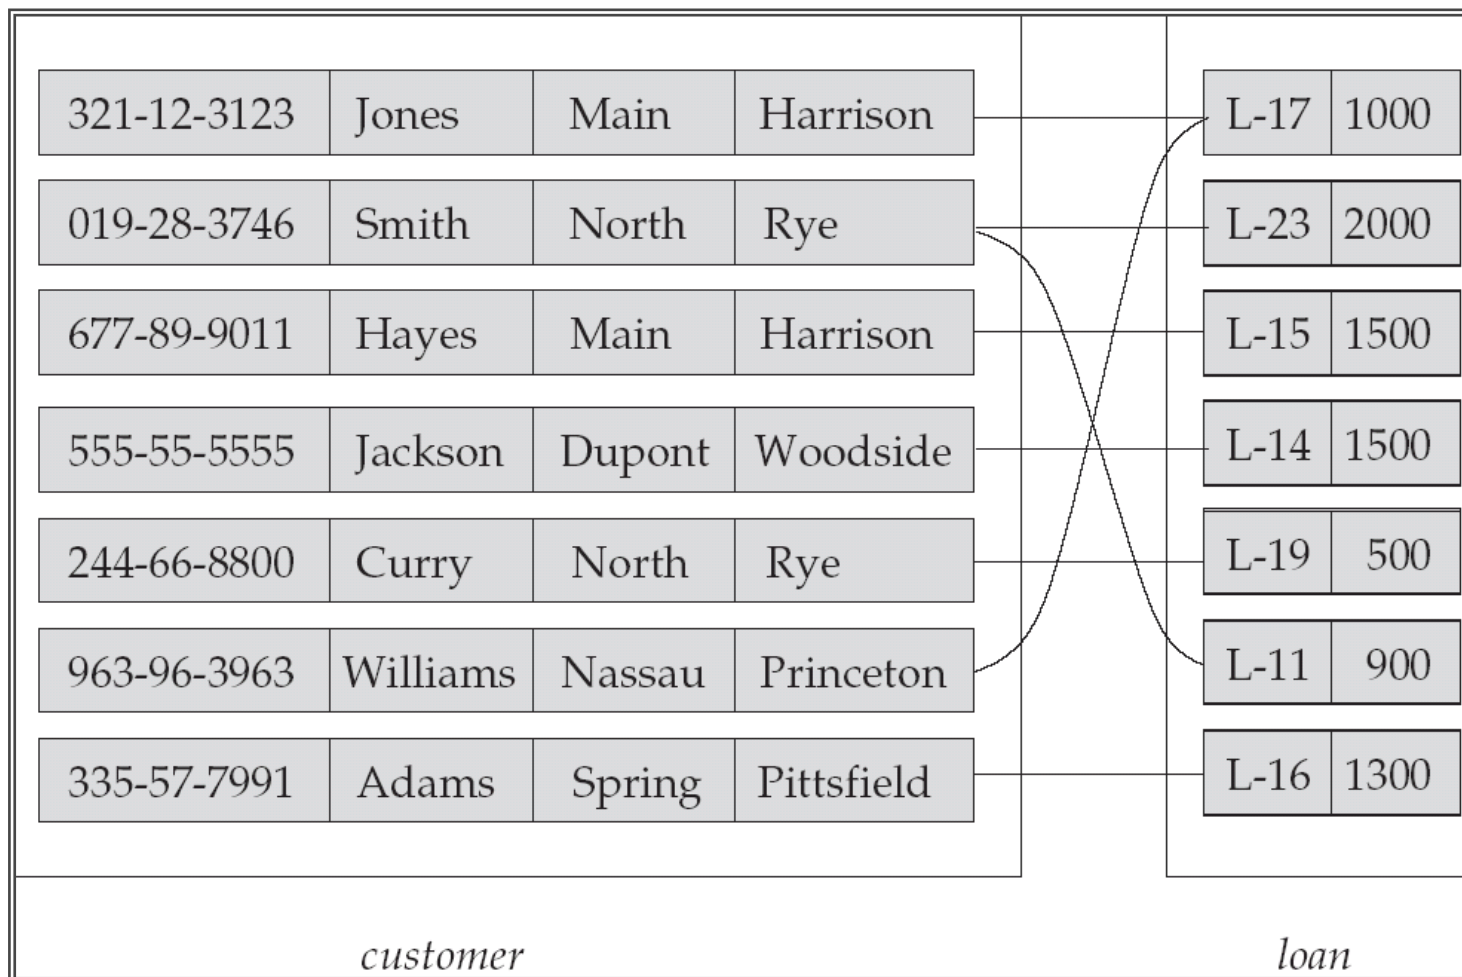 321-12-3123 Jones Main Harrison L-17 1000
019-28-3746 Smith North Rye L-23 2000
677-89-9011 Hayes Main Harrison L-15 1500
555-55-5555 Jackson Dupont Woodside L-14 1500
244-66-8800 Curry North Rye L-19 500
963-96-3963 Williams Nassau Princeton L-11 900
335-57-7991 Adams Spring Pittsfield L-16 1300
customer loan